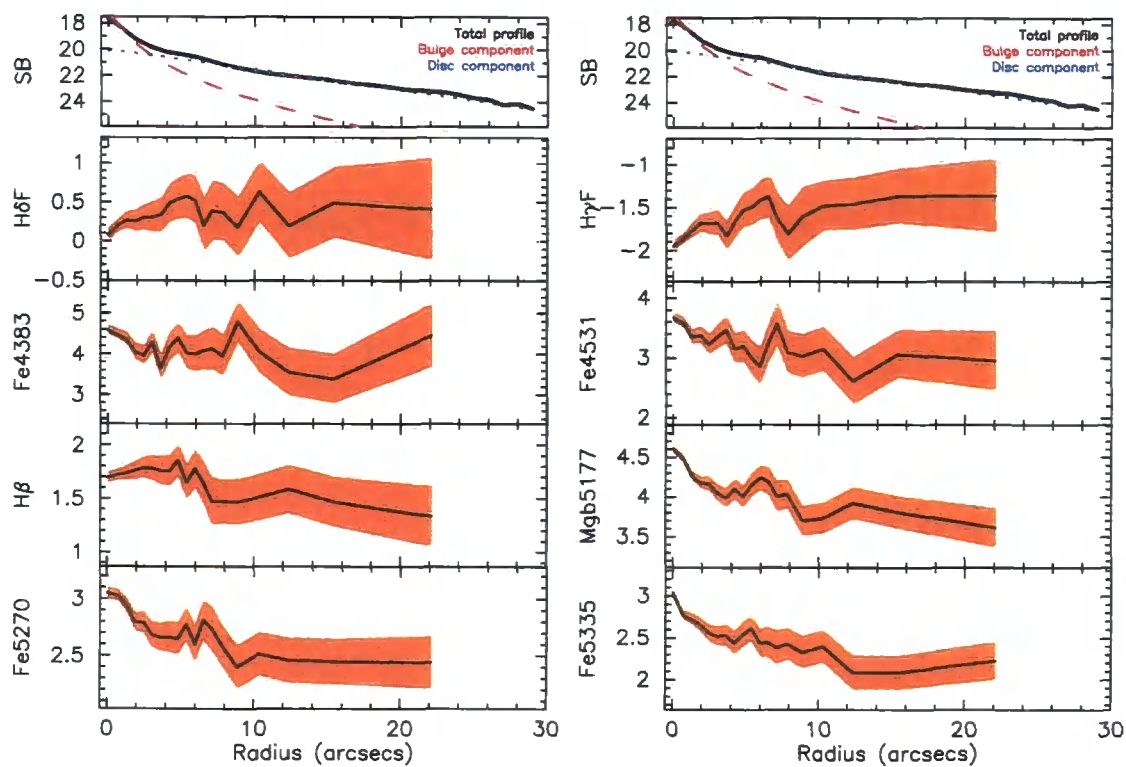 18
20
22
24
SB
Total profile
Bulge component
Disc component
1
0.5
0
−0.5
HδF
5
4
3
Fe4383
2
1.5
1
Hβ
3
2.5
Fe5270
0 10 20 30
Radius (arcsecs)
18
20
22
24
SB
Total profile
Bulge component
Disc component
−1
−1.5
−2
HγF
4
3
2
Fe4531
4.5
4
3.5
Mgb5177
3
2.5
2
Fe5335
0 10 20 30
Radius (arcsecs)